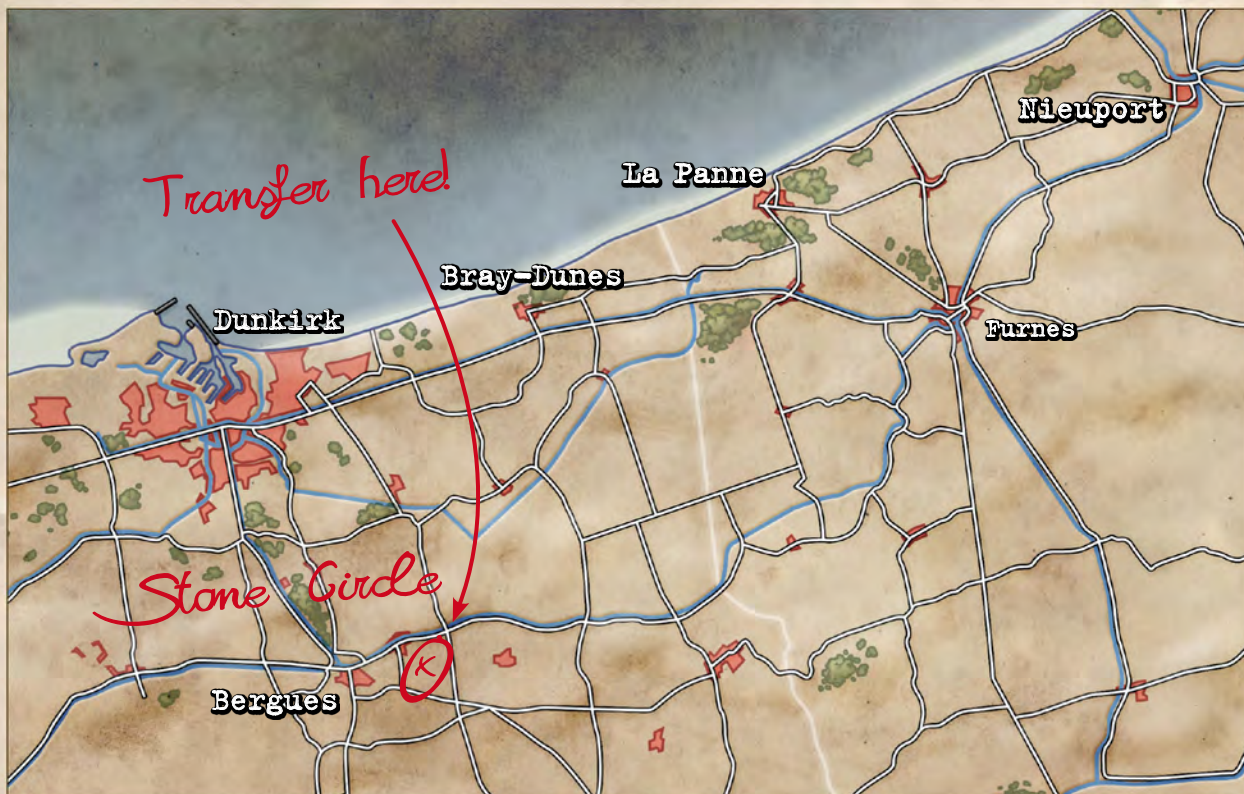 Nieuport
La Panne
Transfer here!
Bray-Dunes
Dunkirk
Furnes
Stone Circle
K
Bergues